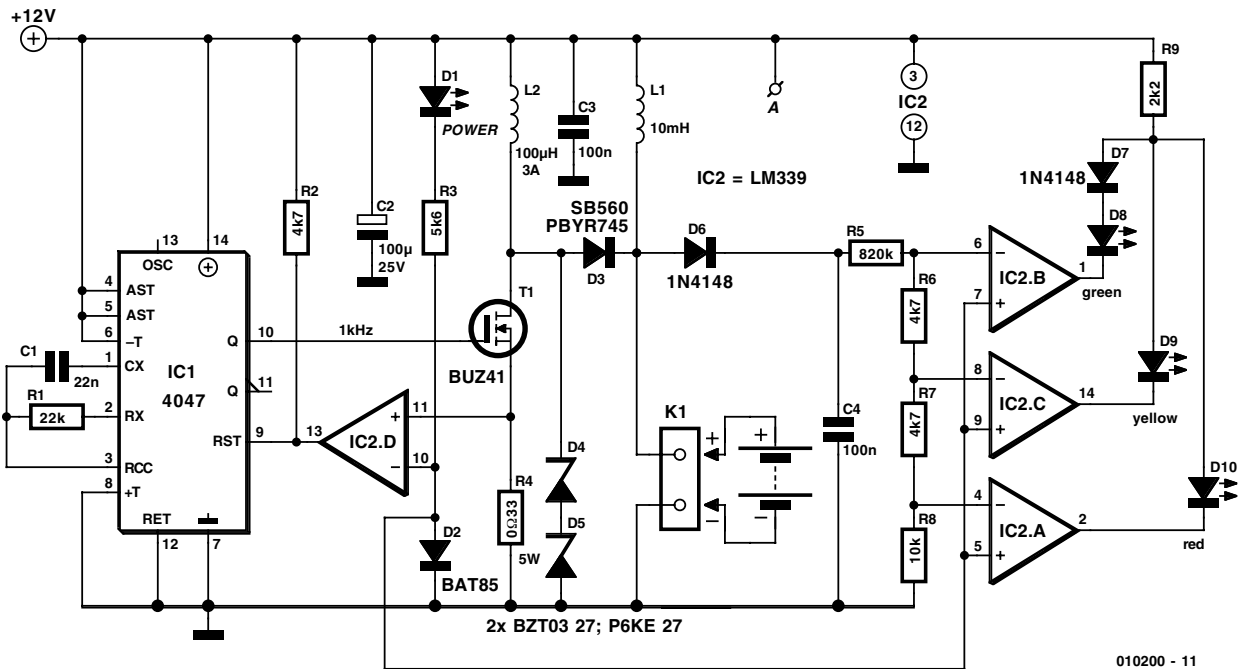 +12V
R9
2k2
D1
POWER
L2
100µH
3A
C3
100n
L1
10mH
A
3
IC2
12
D7
1N4148
D8
IC2 = LM339
R2
4k7
C2
100µ
25V
R3
5k6
SB560
PBYR745
D3
D6
1N4148
R5
820k
6
−
IC2.B
1
green
7
+
13
14
OSC
+
4
AST
5
AST
6
−T
Q
10
1kHz
T1
BUZ41
R6
4k7
C1
22n
1
CX
IC1
4047
Q
11
D9
R1
22k
2
RX
8
−
IC2.C
14
yellow
9
+
R7
4k7
RST
9
13
IC2.D
+
11
−
10
K1
+
+
−
−
C4
100n
3
RCC
8
+T
D4
D10
R4
0Ω33
5W
4
−
IC2.A
2
red
5
+
RET
12
7
D2
BAT85
D5
R8
10k
2x BZT03 27; P6KE 27
010200 - 11